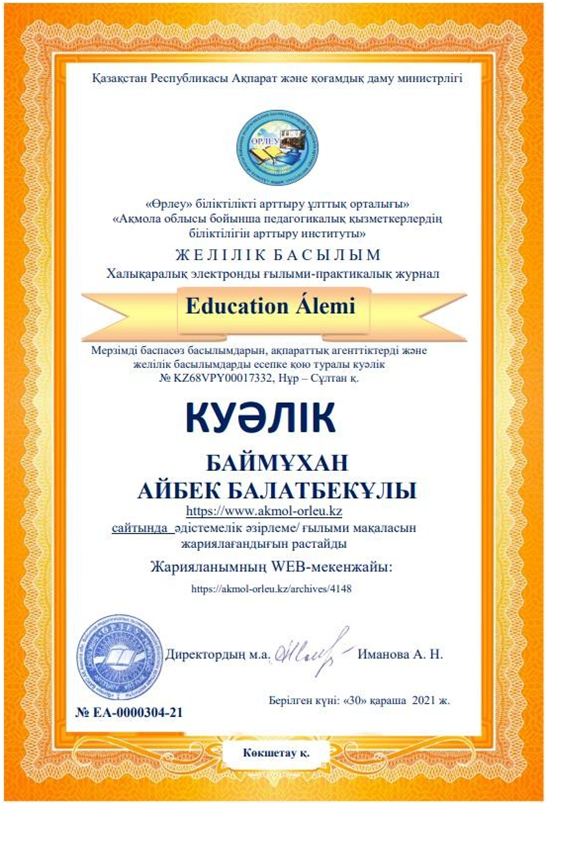 Қазақстан Республикасы Ақпарат және қоғамдық даму министрлігі
ӨРЛЕУ
«Өрлеу» біліктілікті арттыру ұлттық орталығы»
«Ақмола облысы бойынша педагогикалық қызметкерлердің
біліктілігін арттыру институты»
Ж Е Л І Л І К Б А С Ы Л Ы М
Халықаралық электронды ғылыми-практикалық журнал
Education Álemi
Мерзімді баспасөз басылымдарын, ақпараттық агенттіктерді және
желілік басылымдарды есепке қою туралы куәлік
№ KZ68VPY00017332, Нұр – Сұлтан қ.
КУӘЛІК
БАЙМҰХАН
АЙБЕК БАЛАТБЕКҰЛЫ
https://www.akmol-orleu.kz
сайтында әдістемелік әзірлеме/ ғылыми мақаласын
жариялағандығын растайды
Жарияланымның WEB-мекенжайы:
https://akmol-orleu.kz/archives/4148
Директордың м.а. Иманова А. Н.
Берілген күні: «30» қараша 2021 ж.
№ EA-0000304-21
Көкшетау қ.